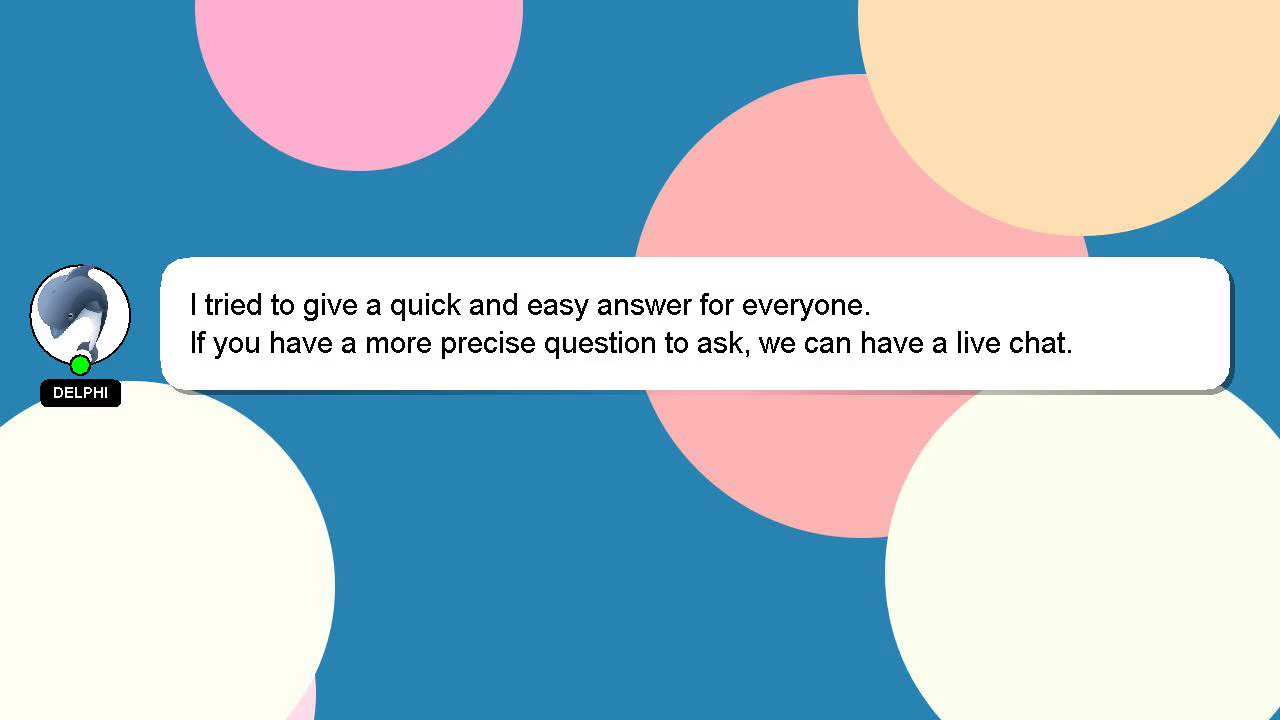 I tried to give a quick and easy answer for everyone.
If you have a more precise question to ask, we can have a live chat.
DELPHI